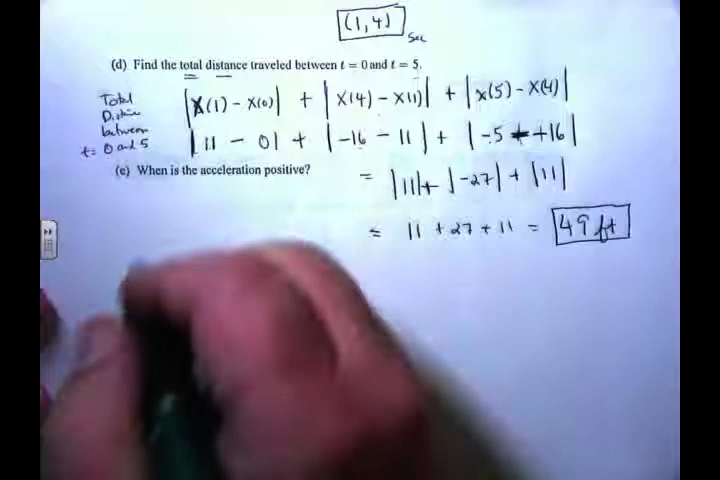 (1,4) sec
(d) Find the total distance traveled between t = 0 and t = 5.
Total
between
t = 0 and 5
|x(1) - x(0)| + |x(4) - x(1)| + |x(5) - x(4)|
|11 - 0| + |-16 - 11| + |-5 + +16|
(e) When is the acceleration positive?
= |11| + |-27| + |11|
= 11 + 27 + 11 = 49 ft